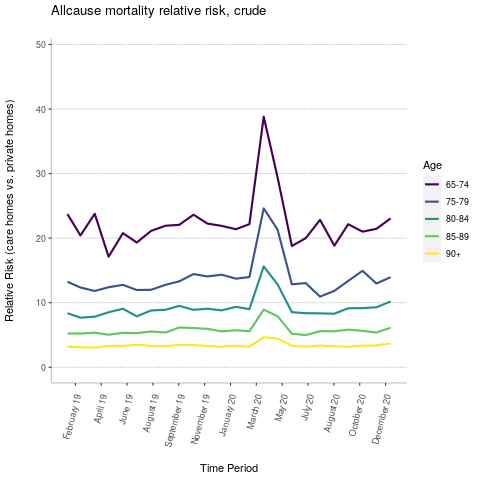 Allcause mortality relative risk, crude
Relative Risk (care homes vs. private homes)
50
40
30
20
10
0
February 19
April 19
June 19
August 19
September 19
November 19
January 20
March 20
May 20
July 20
August 20
October 20
December 20
Time Period
Age
65-74
75-79
80-84
85-89
90+